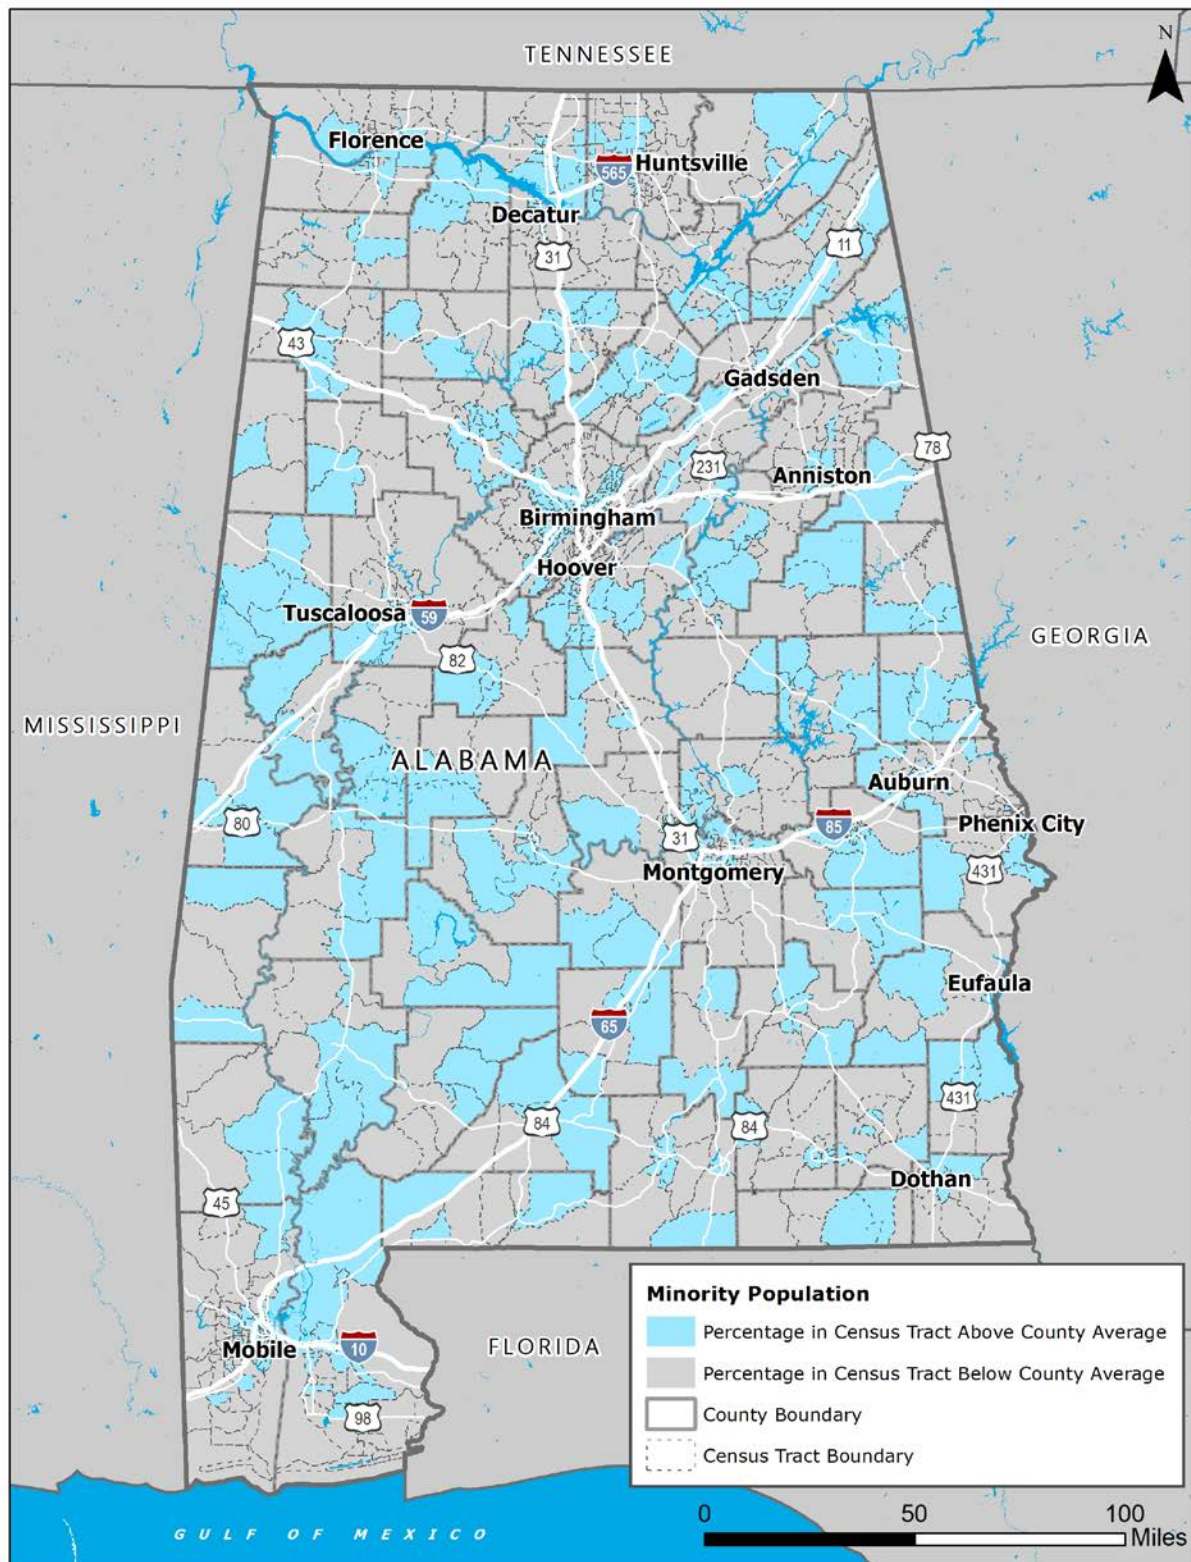 N
TENNESSEE
Florence
565
Huntsville
Decatur
31
11
43
Gadsden
78
231
Anniston
Birmingham
Hoover
Tuscaloosa
59
GEORGIA
82
MISSISSIPPI
ALABAMA
Auburn
80
31
85
Phenix City
Montgomery
431
Eufaula
65
431
84
84
Dothan
45
Mobile
10
FLORIDA
98
Minority Population
Percentage in Census Tract Above County Average
Percentage in Census Tract Below County Average
County Boundary
Census Tract Boundary
GULF OF MEXICO
0 50 100
Miles